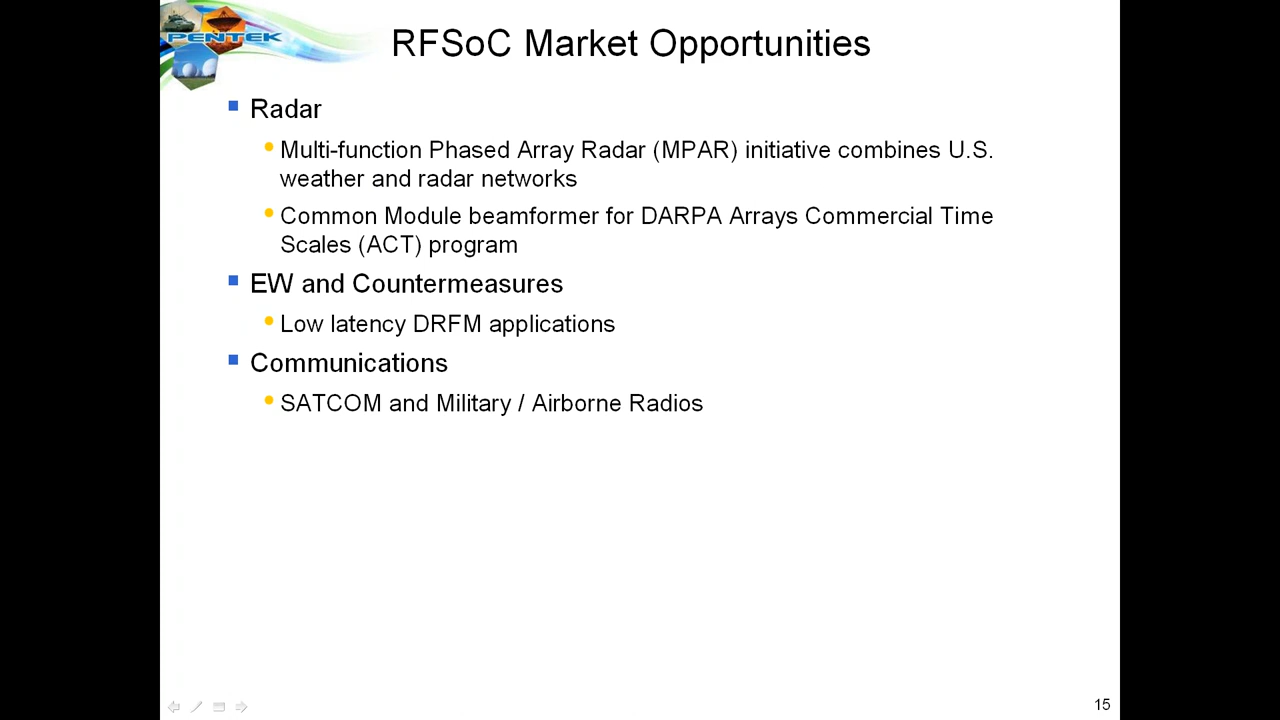 PENTEK
RFSoC Market Opportunities
Radar
Multi-function Phased Array Radar (MPAR) initiative combines U.S.
weather and radar networks
Common Module beamformer for DARPA Arrays Commercial Time
Scales (ACT) program
EW and Countermeasures
Low latency DRFM applications
Communications
SATCOM and Military / Airborne Radios
15